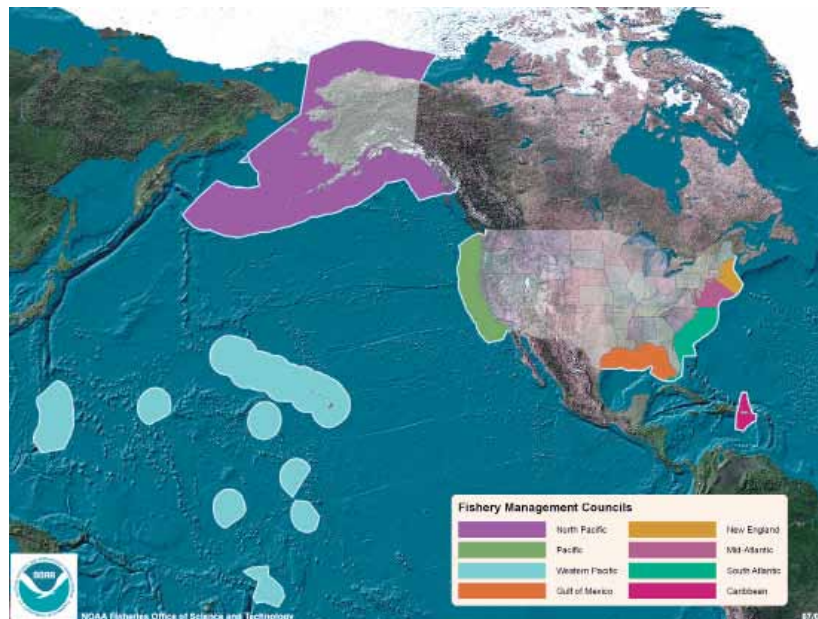 Fishery Management Councils
North Pacific
New England
Pacific
Mid-Atlantic
Western Pacific
South Atlantic
Gulf of Mexico
Caribbean
NOAA
NOAA Fisheries Office of Science and Technology